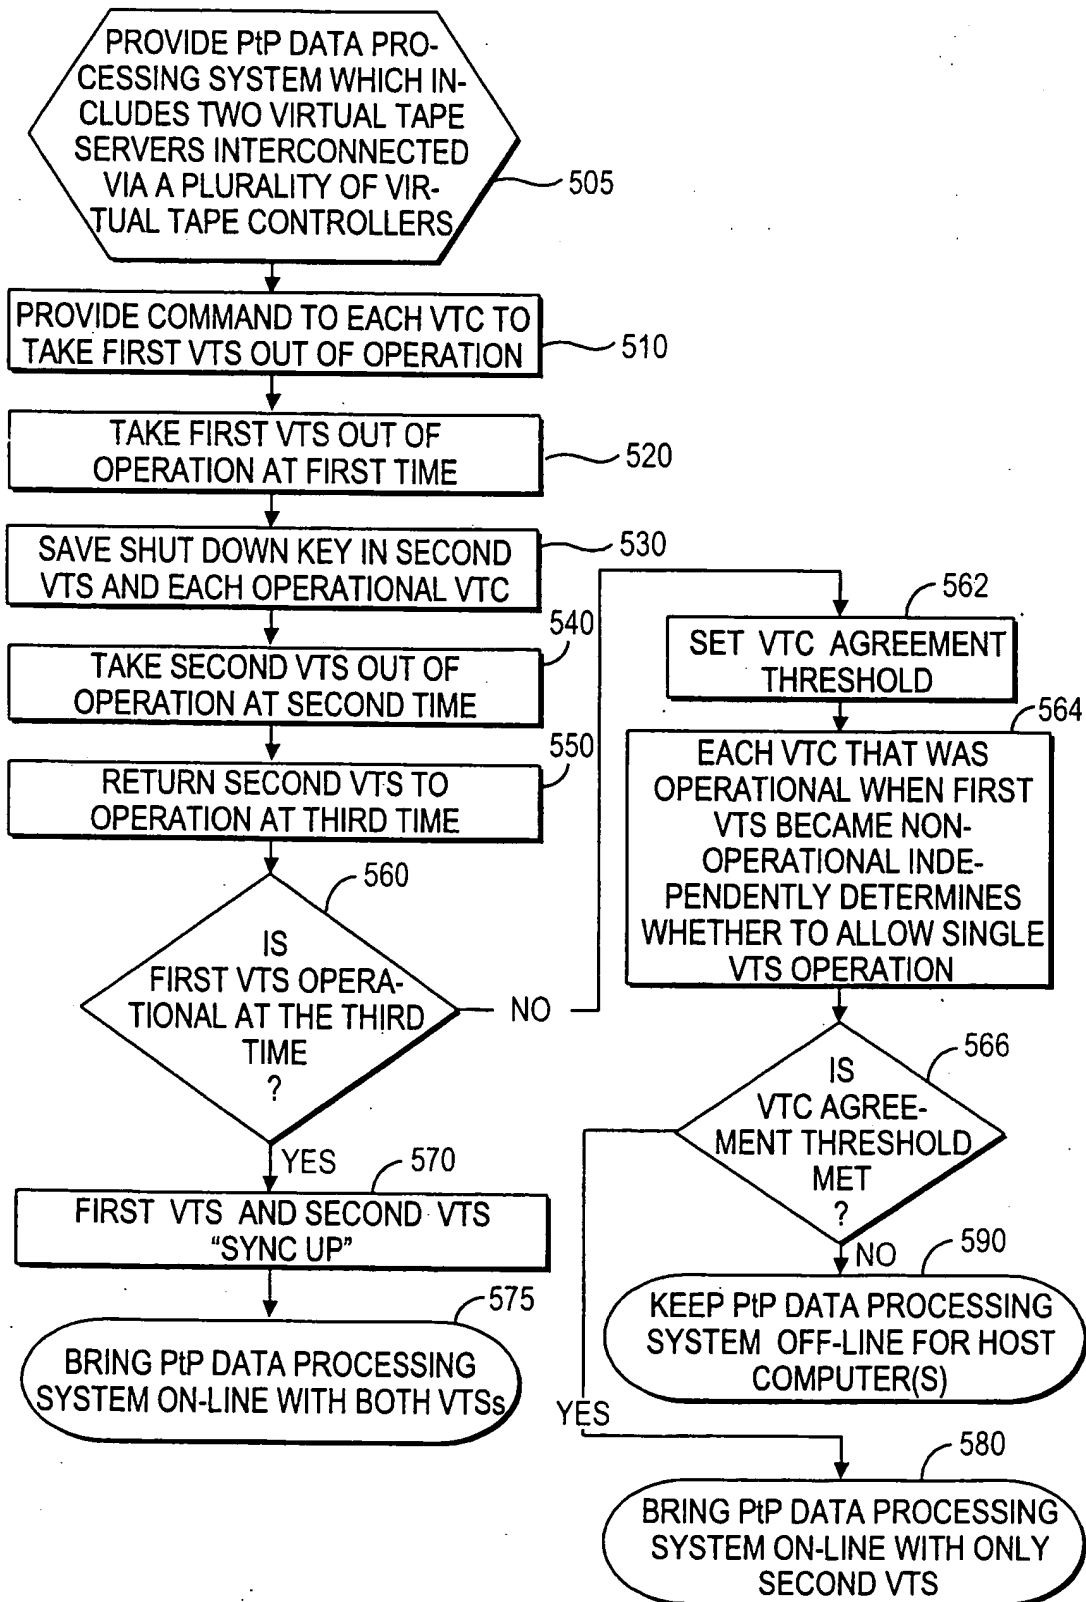 PROVIDE PtP DATA PRO-
CESSING SYSTEM WHICH IN-
CLUDES TWO VIRTUAL TAPE
SERVERS INTERCONNECTED
VIA A PLURALITY OF VIR-
TUAL TAPE CONTROLLERS
505
PROVIDE COMMAND TO EACH VTC TO
TAKE FIRST VTS OUT OF OPERATION
510
TAKE FIRST VTS OUT OF
OPERATION AT FIRST TIME
520
SAVE SHUT DOWN KEY IN SECOND
VTS AND EACH OPERATIONAL VTC
530
TAKE SECOND VTS OUT OF
OPERATION AT SECOND TIME
540
RETURN SECOND VTS TO
OPERATION AT THIRD TIME
550
IS
FIRST VTS OPERA-
TIONAL AT THE THIRD
TIME
?
560
NO
YES
FIRST VTS AND SECOND VTS
“SYNC UP”
570
BRING PtP DATA PROCESSING
SYSTEM ON-LINE WITH BOTH VTSs
575
SET VTC AGREEMENT
THRESHOLD
562
EACH VTC THAT WAS
OPERATIONAL WHEN FIRST
VTS BECAME NON-
OPERATIONAL INDE-
PENDENTLY DETERMINES
WHETHER TO ALLOW SINGLE
VTS OPERATION
564
IS
VTC AGREE-
MENT THRESHOLD
MET
?
566
NO
KEEP PtP DATA PROCESSING
SYSTEM OFF-LINE FOR HOST
COMPUTER(S)
590
YES
BRING PtP DATA PROCESSING
SYSTEM ON-LINE WITH ONLY
SECOND VTS
580